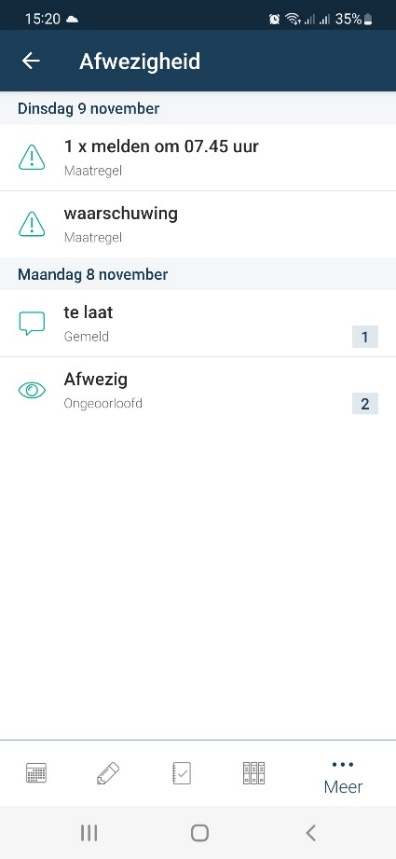 15:20
35%
Afwezigheid
Dinsdag 9 november
1 x melden om 07.45 uur
Maatregel
waarschuwing
Maatregel
Maandag 8 november
te laat
Gemeld
1
Afwezig
Ongeoorloofd
2
Meer